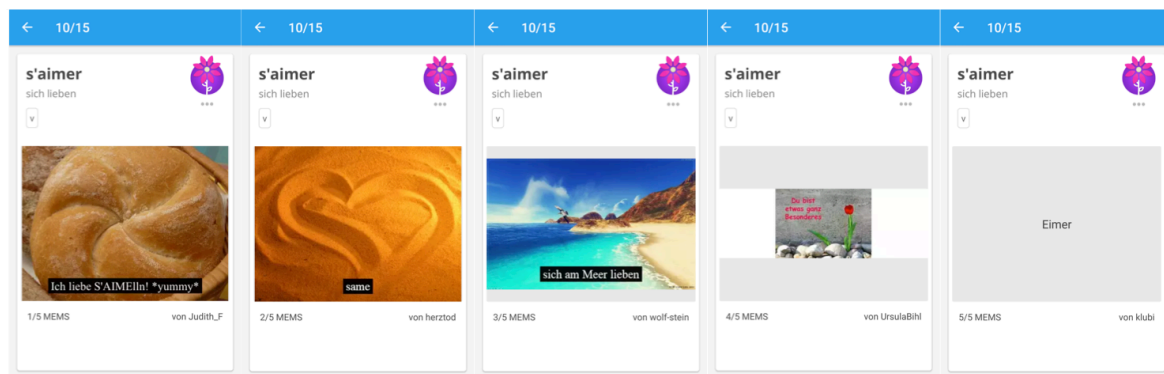 10/15
s'aimer
sich lieben
v
Ich liebe S'AIMElln! *yummy*
1/5 MEMS von Judith_F
10/15
s'aimer
sich lieben
v
same
2/5 MEMS von herztod
10/15
s'aimer
sich lieben
v
sich am Meer lieben
3/5 MEMS von wolf-stein
10/15
s'aimer
sich lieben
v
Du bist
etwas ganz
Besonderes
4/5 MEMS von UrsulaBihl
10/15
s'aimer
sich lieben
v
Eimer
5/5 MEMS von klubi